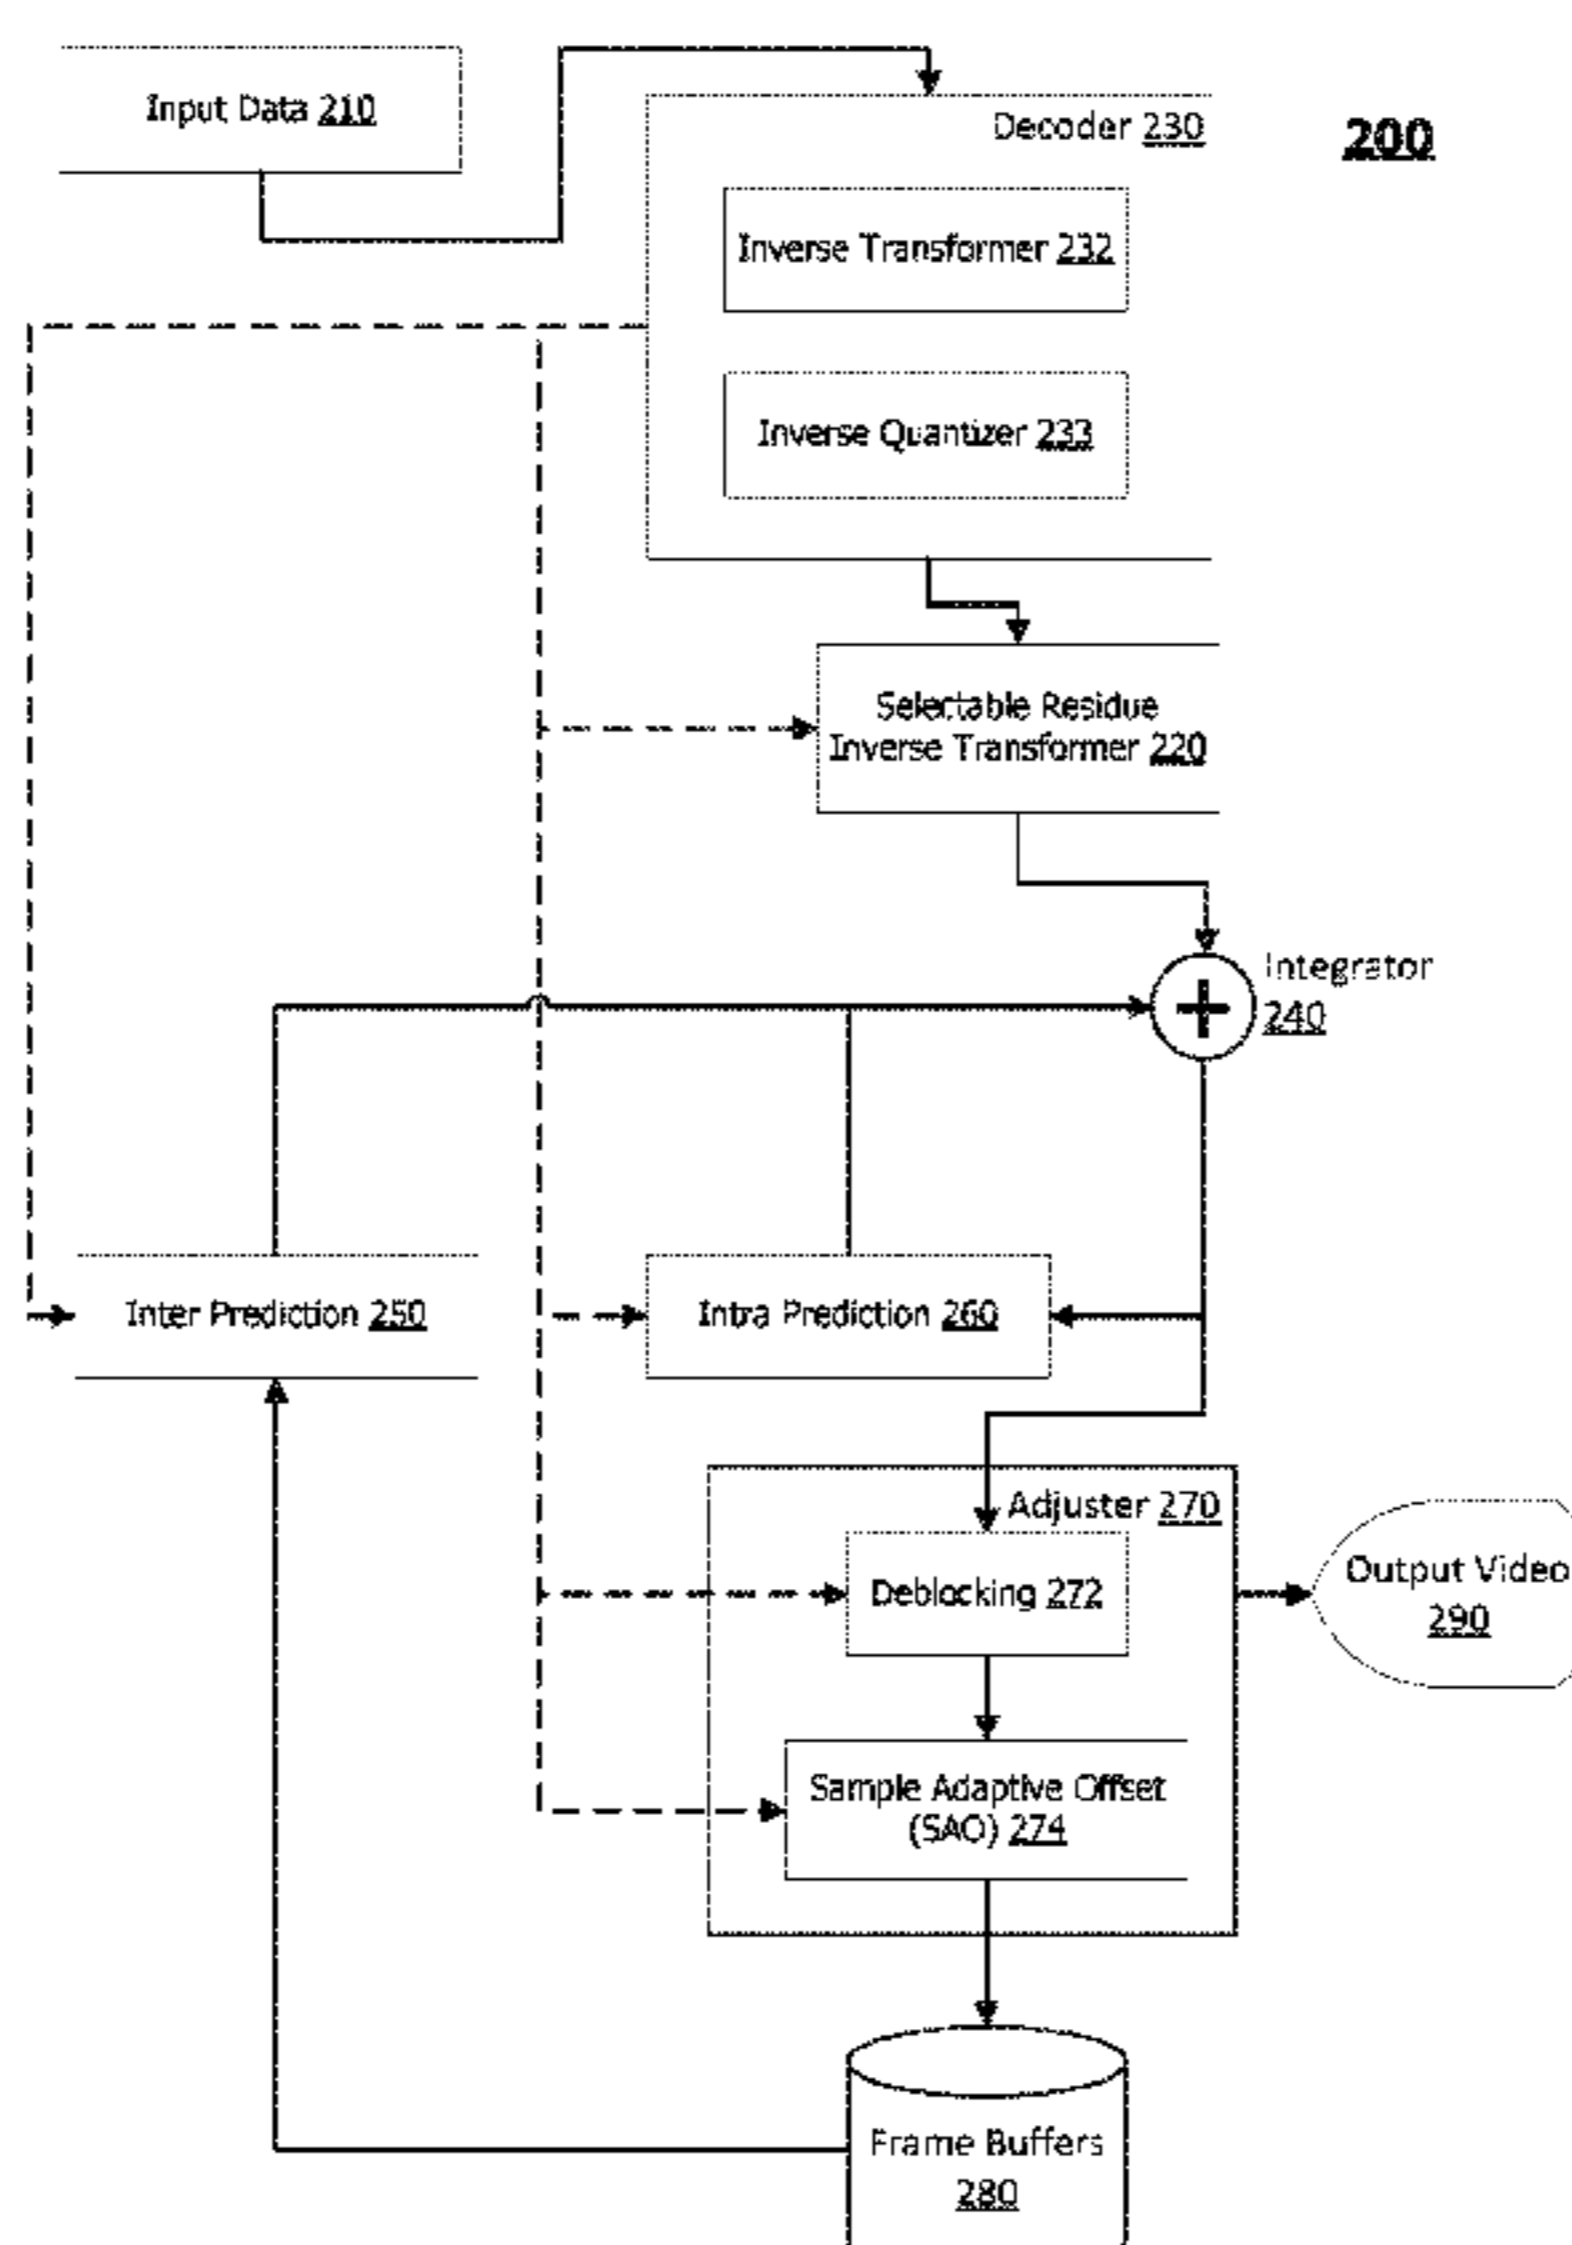 Input Data 210
Decoder 230
200
Inverse Transformer 232
Inverse Quantizer 233
Selectable Residue
Inverse Transformer 220
Integrator
240
+
Inter Prediction 250
Intra Prediction 260
Adjuster 270
Deblocking 272
Output Video
290
Sample Adaptive Offset
(SAO) 274
Frame Buffers
280